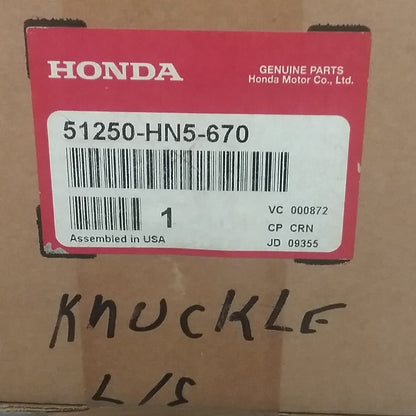 HONDA
GENUINE PARTS
Honda Motor Co., Ltd.
51250-HN5-670
1
VC 000872
CP CRN
Assembled in USA
JD 09355
KNUCKLE
L/S